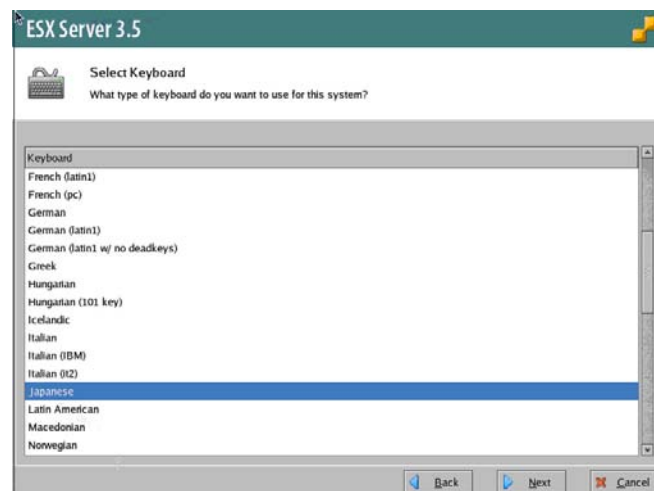 ESX Server 3.5
Select Keyboard
What type of keyboard do you want to use for this system?
Keyboard
French (latin1)
French (pc)
German
German (latin1)
German (latin1 w/ no deadkeys)
Greek
Hungarian
Hungarian (101 key)
Icelandic
Italian
Italian (IBM)
Italian (it2)
Japanese
Latin American
Macedonian
Norwegian
Back
Next
Cancel